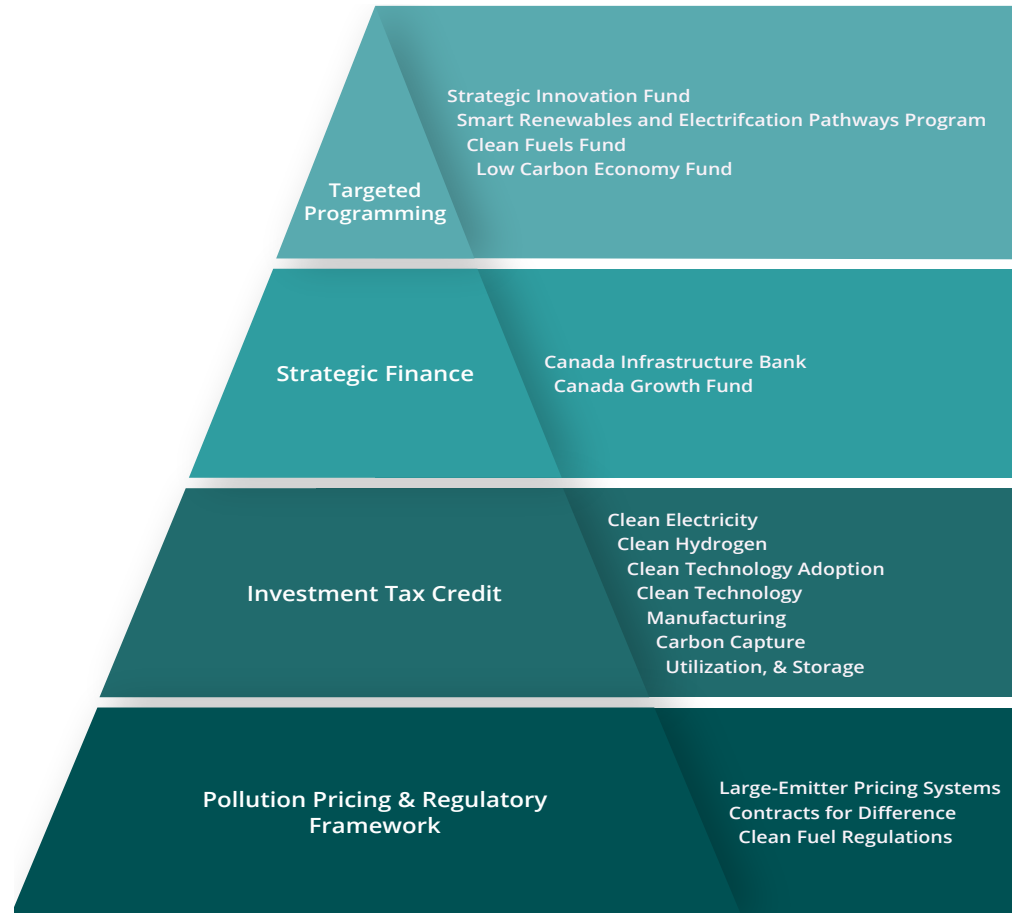 Strategic Innovation Fund
Smart Renewables and Electrifcation Pathways Program
Clean Fuels Fund
Low Carbon Economy Fund
Targeted
Programming
Canada Infrastructure Bank
Strategic Finance
Canada Growth Fund
Clean Electricity
Clean Hydrogen
Clean Technology Adoption
Investment Tax Credit
Clean Technology
Manufacturing
Carbon Capture
Utilization, & Storage
Pollution Pricing & Regulatory
Framework
Large-Emitter Pricing Systems
Contracts for Difference
Clean Fuel Regulations